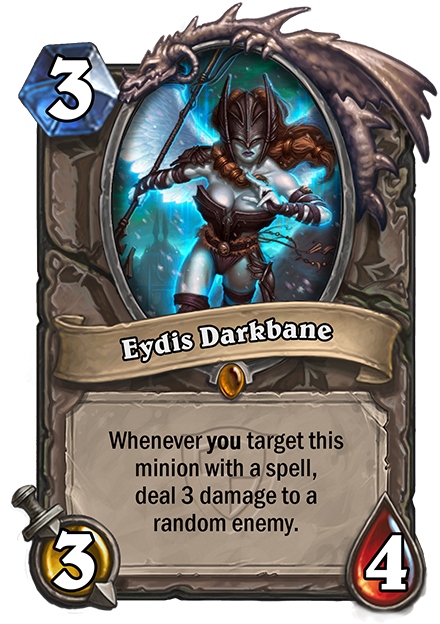 3
Eydis Darkbane
Whenever you target this
minion with a spell,
deal 3 damage to a
random enemy.
3
4